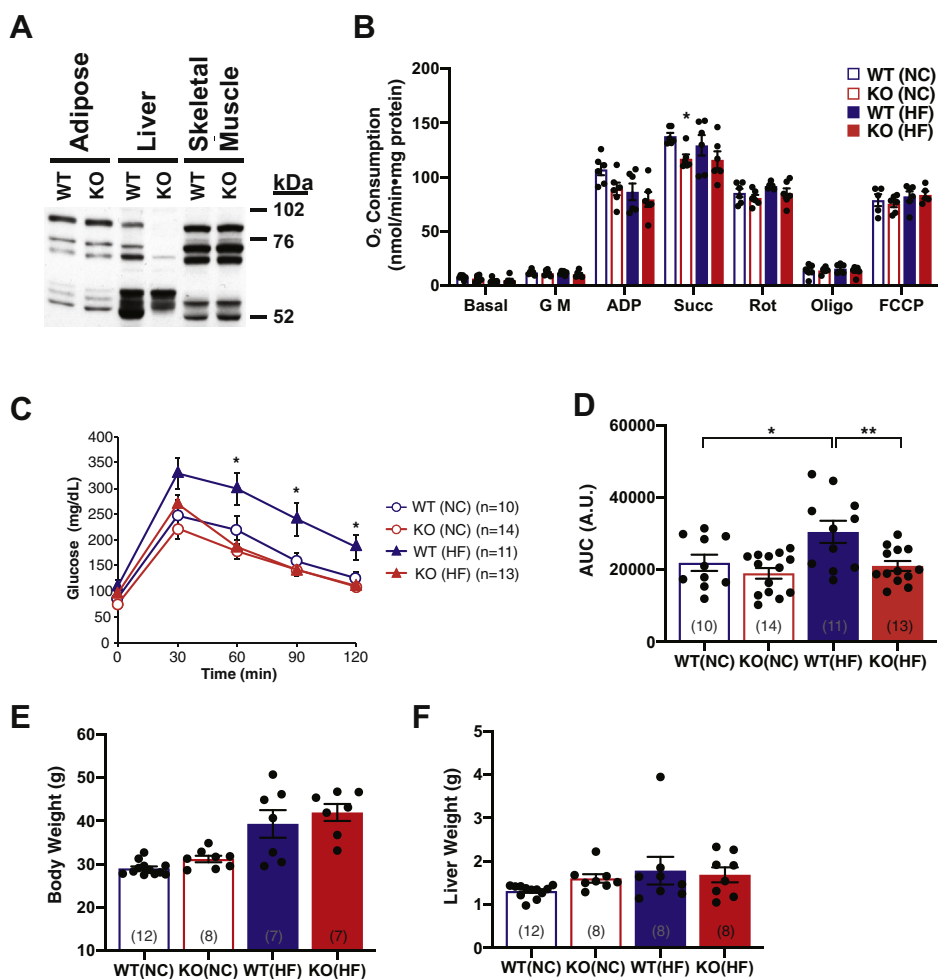 A
Adipose
Liver
Skeletal
Muscle
WT
KO
WT
KO
WT
KO
kDa
102
76
52
B
O₂ Consumption
(nmol/min•mg protein)
200
150
100
50
0
*
Basal
G M
ADP
Succ
Rot
Oligo
FCCP
WT (NC)
KO (NC)
WT (HF)
KO (HF)
C
Glucose (mg/dL)
400
350
300
250
200
150
100
50
0
*
*
*
0
30
60
90
120
Time (min)
WT (NC) (n=10)
KO (NC) (n=14)
WT (HF) (n=11)
KO (HF) (n=13)
D
AUC (A.U.)
60000
40000
20000
0
*
**
(10)
(14)
(11)
(13)
WT(NC)
KO(NC)
WT(HF)
KO(HF)
E
Body Weight (g)
60
50
40
30
20
10
(12)
(8)
(7)
(7)
WT(NC)
KO(NC)
WT(HF)
KO(HF)
F
Liver Weight (g)
5
4
3
2
1
0
(12)
(8)
(8)
(8)
WT(NC)
KO(NC)
WT(HF)
KO(HF)